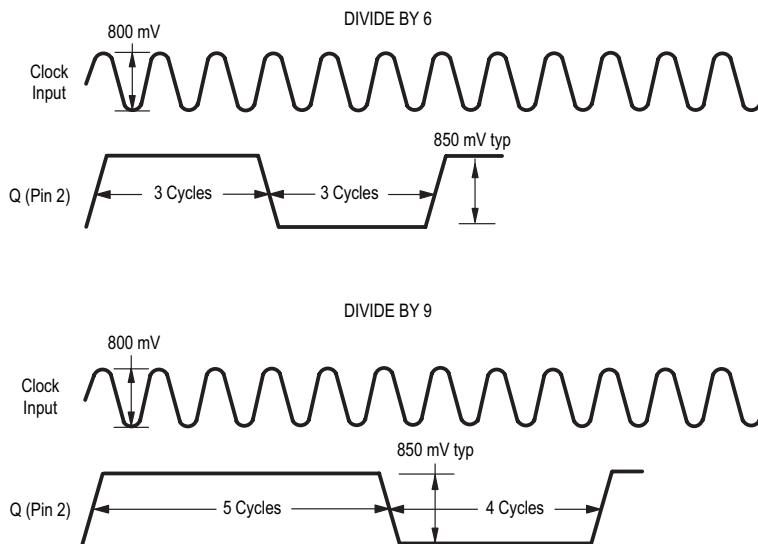 DIVIDE BY 6
800 mV
Clock
Input
850 mV typ
Q (Pin 2)
3 Cycles
3 Cycles
DIVIDE BY 9
800 mV
Clock
Input
850 mV typ
Q (Pin 2)
5 Cycles
4 Cycles